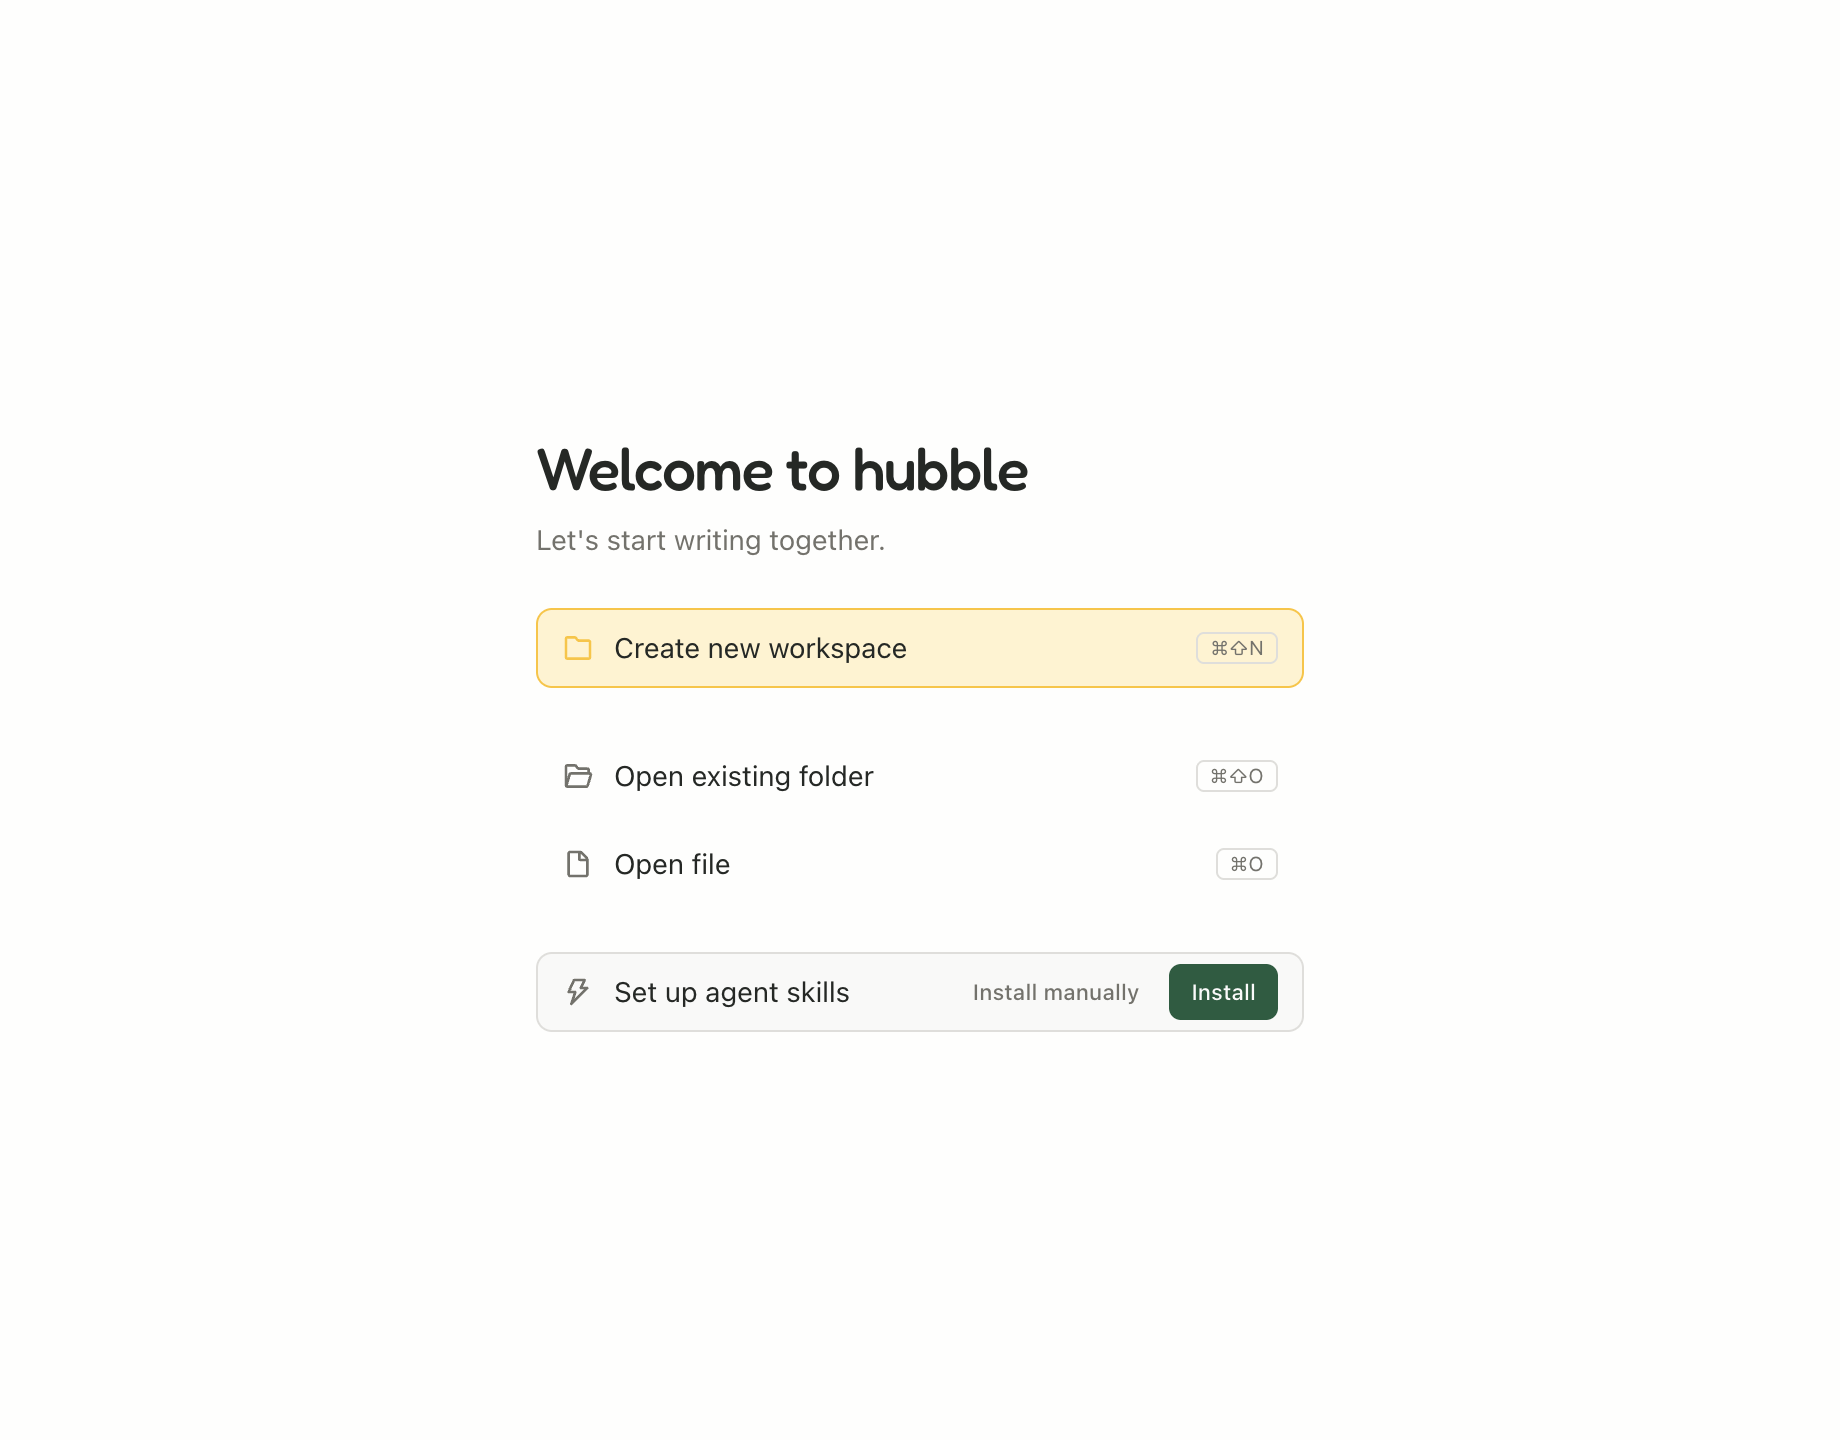 Welcome to hubble
Let's start writing together.
Create new workspace ⌘⇧N
Open existing folder ⌘⇧O
Open file ⌘O
Set up agent skills Install manually Install